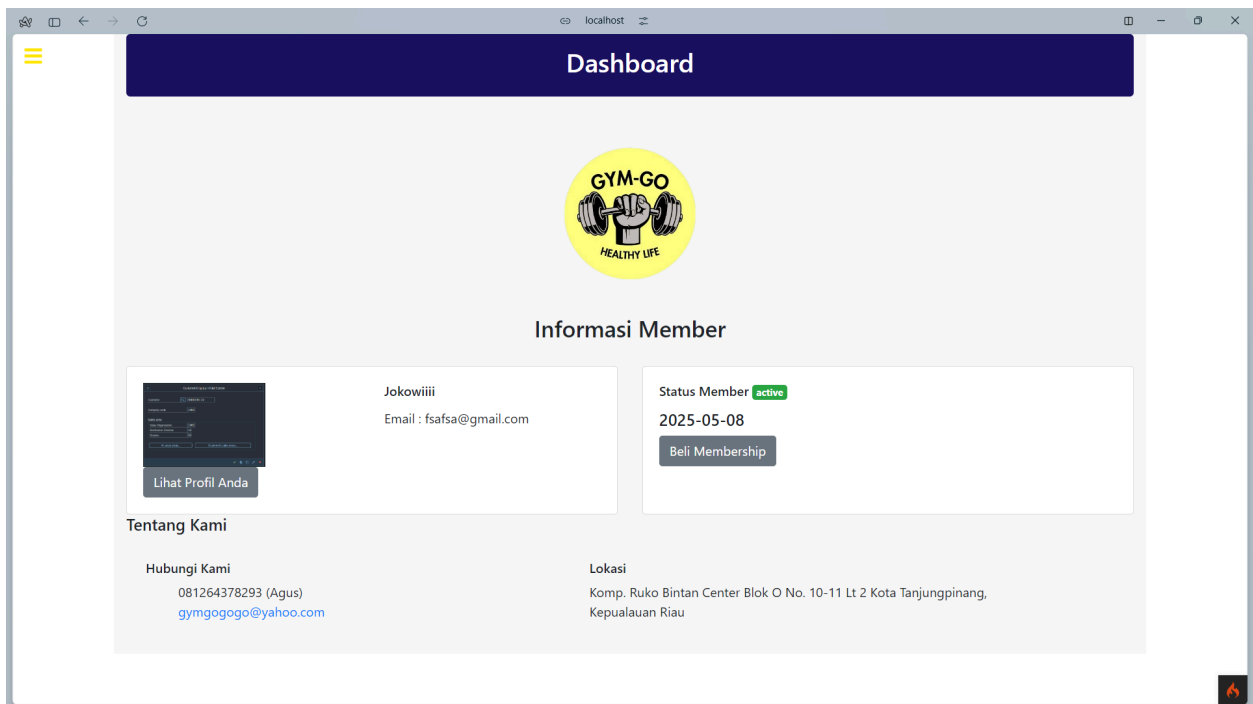 localhost
Dashboard
GYM-GO
HEALTHY LIFE
Informasi Member
Jokowiiii
Email : fsafsa@gmail.com
Lihat Profil Anda
Status Member active
2025-05-08
Beli Membership
Tentang Kami
Hubungi Kami
081264378293 (Agus)
gymgogogo@yahoo.com
Lokasi
Komp. Ruko Bintan Center Blok O No. 10-11 Lt 2 Kota Tanjungpinang,
Kepualauan Riau